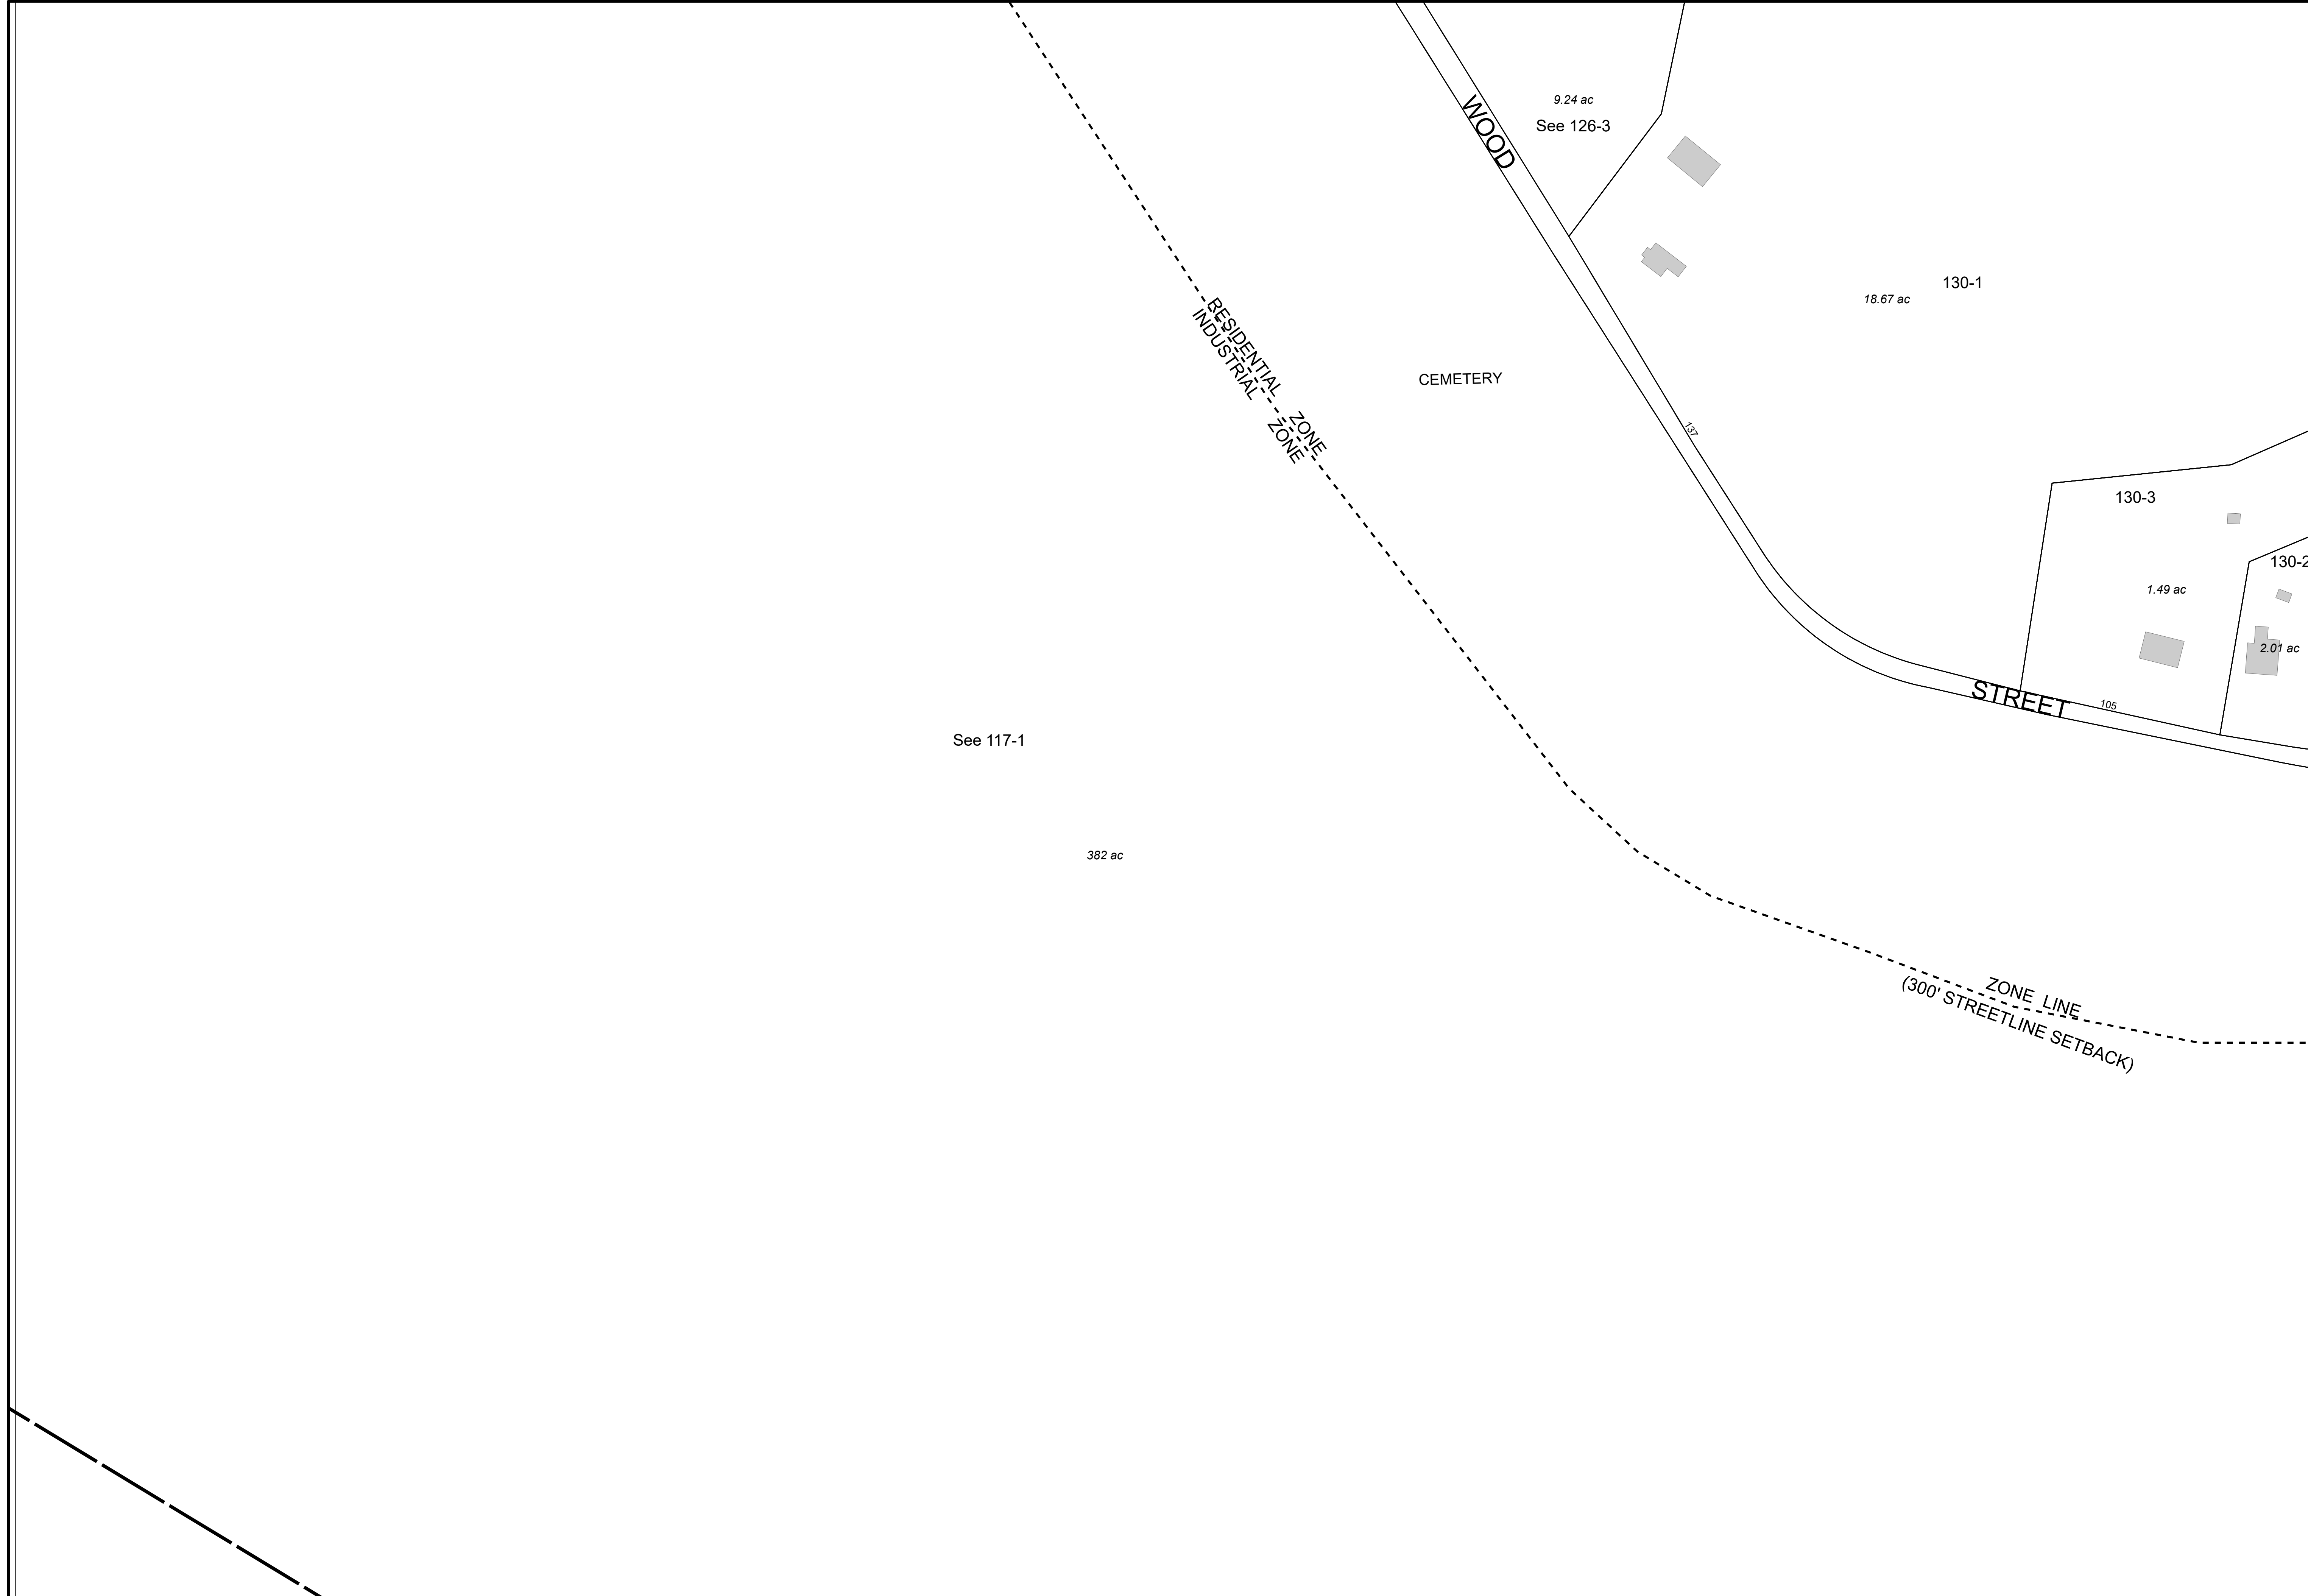 9.24 ac
See 126-3
WOOD
130-1
18.67 ac
RESIDENTIAL ZONE
INDUSTRIAL ZONE
CEMETERY
137
130-3
130-2
1.49 ac
2.01 ac
STREET
105
See 117-1
382 ac
ZONE LINE
(300' STREETLINE SETBACK)